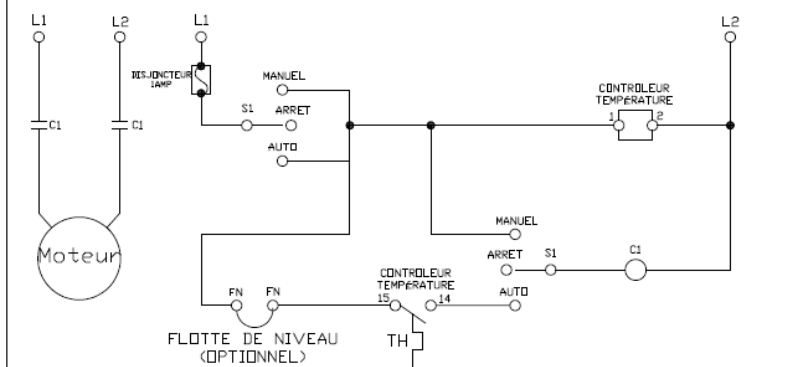 L1
L2
L1
L2
DISJONCTEUR
1AMP
MANUEL
S1
ARRET
AUTO
C1
C1
CONTROLEUR
TEMPÉRATURE
1
2
MANUEL
ARRET
S1
C1
AUTO
Moteur
CONTROLEUR
TEMPÉRATURE
FN
FN
15
14
FLOTTE DE NIVEAU
(OPTIONNEL)
TH